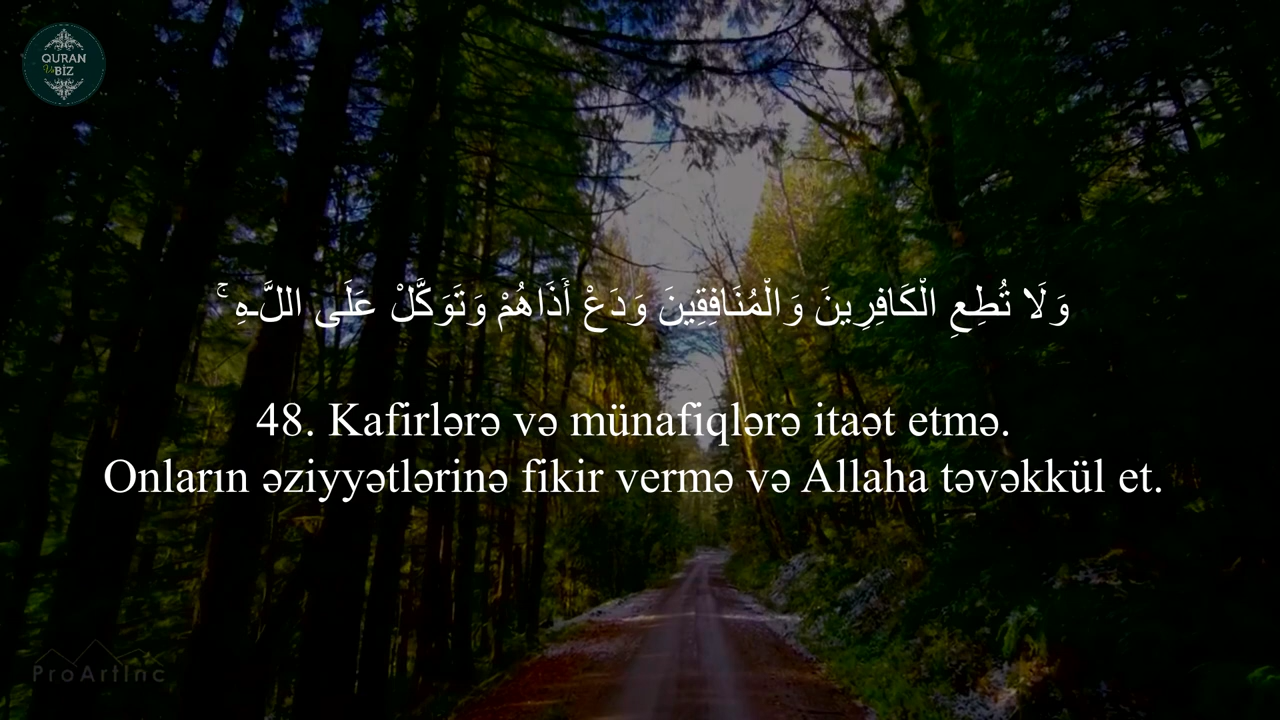 QURAN
Və BİZ
وَلَا تُطِعِ الْكَافِرِينَ وَالْمُنَافِقِينَ وَدَعْ أَذَاهُمْ وَتَوَكَّلْ عَلَى اللَّـهِ ۚ
48. Kafirlərə və münafiqlərə itaət etmə.
Onların əziyyətlərinə fikir vermə və Allaha təvəkkül et.
ProArtInc